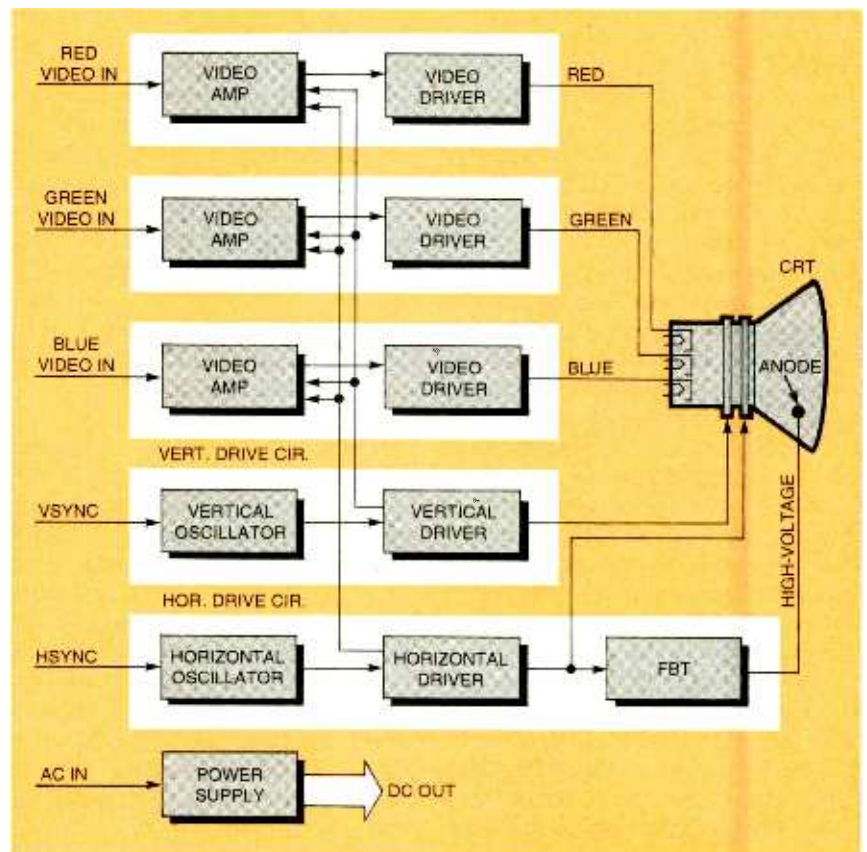 RED
VIDEO IN
VIDEO
AMP
VIDEO
DRIVER
RED
GREEN
VIDEO IN
VIDEO
AMP
VIDEO
DRIVER
GREEN
CRT
BLUE
VIDEO IN
VIDEO
AMP
VIDEO
DRIVER
BLUE
ANODE
VERT. DRIVE CIR.
VSYNC
VERTICAL
OSCILLATOR
VERTICAL
DRIVER
HIGH-VOLTAGE
HOR. DRIVE CIR.
HSYNC
HORIZONTAL
OSCILLATOR
HORIZONTAL
DRIVER
FBT
AC IN
POWER
SUPPLY
DC OUT